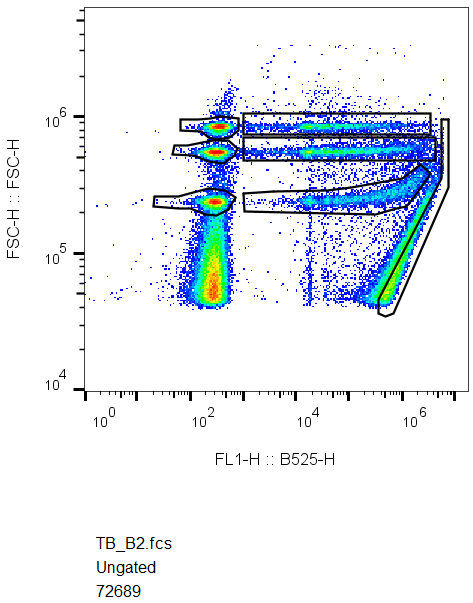 FSC-H :: FSC-H
10^6
10^5
10^4
10^0
10^2
10^4
10^6
FL1-H :: B525-H
TB_B2.fcs
Ungated
72689